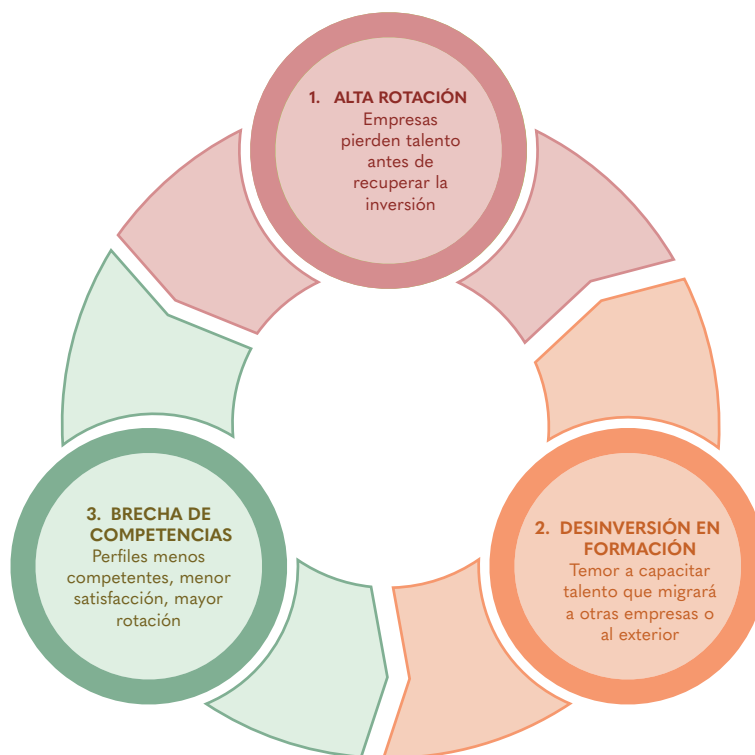 1. ALTA ROTACIÓN
Empresas
pierden talento
antes de
recuperar la
inversión
2. DESINVERSIÓN EN
FORMACIÓN
Temor a capacitar
talento que migrará
a otras empresas o
al exterior
3. BRECHA DE
COMPETENCIAS
Perfiles menos
competentes, menor
satisfacción, mayor
rotación